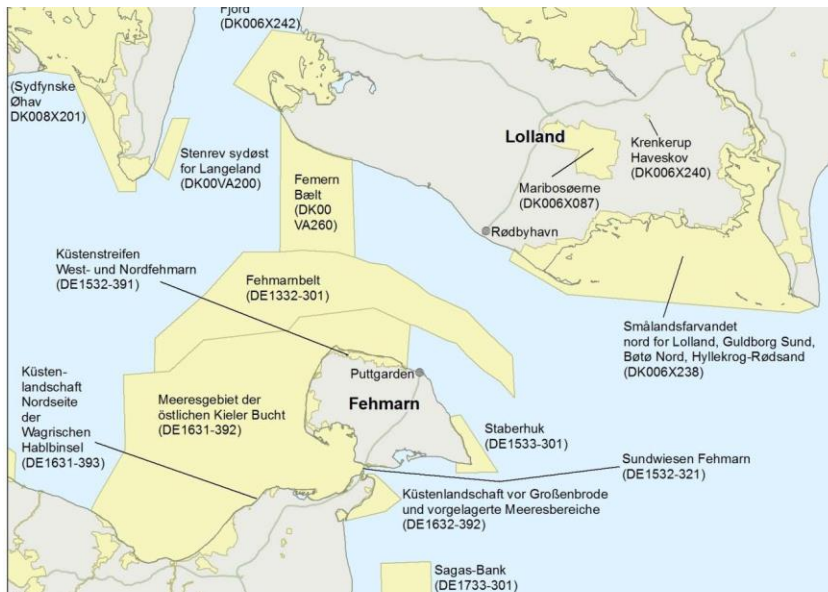 Fjord
(DK006X242)
(Sydfynske
Øhav
DK008X201)
Stenrev sydøst
for Langeland
(DK00VA200)
Lolland
Krenkerup
Haveskov
(DK006X240)
Maribosøerne
(DK006X087)
Femern
Bælt
(DK00
VA260)
Rødbyhavn
Küstenstreifen
West- und Nordfehmarn
(DE1532-391)
Fehmarnbelt
(DE1332-301)
Smålandsfarvandet
nord for Lolland, Guldborg Sund,
Bøtø Nord, Hyllekrog-Rødsand
(DK006X238)
Küsten-
landschaft
Nordseite
der
Wagrischen
Hablbinsel
(DE1631-393)
Meeresgebiet der
östlichen Kieler Bucht
(DE1631-392)
Puttgarden
Fehmarn
Staberhuk
(DE1533-301)
Sundwiesen Fehmarn
(DE1532-321)
Küstenlandschaft vor Großenbrode
und vorgelagerte Meeresbereiche
(DE1632-392)
Sagas-Bank
(DE1733-301)